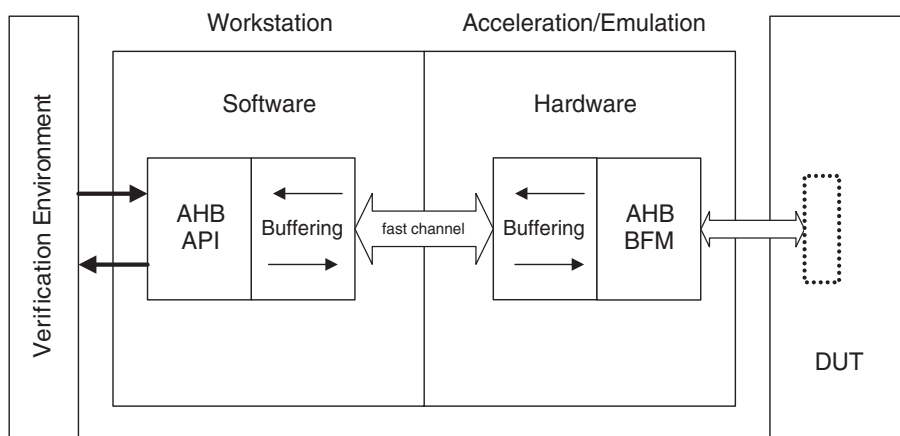 Workstation
Acceleration/Emulation
Verification Environment
Software
Hardware
AHB
API
Buffering
fast channel
Buffering
AHB
BFM
DUT